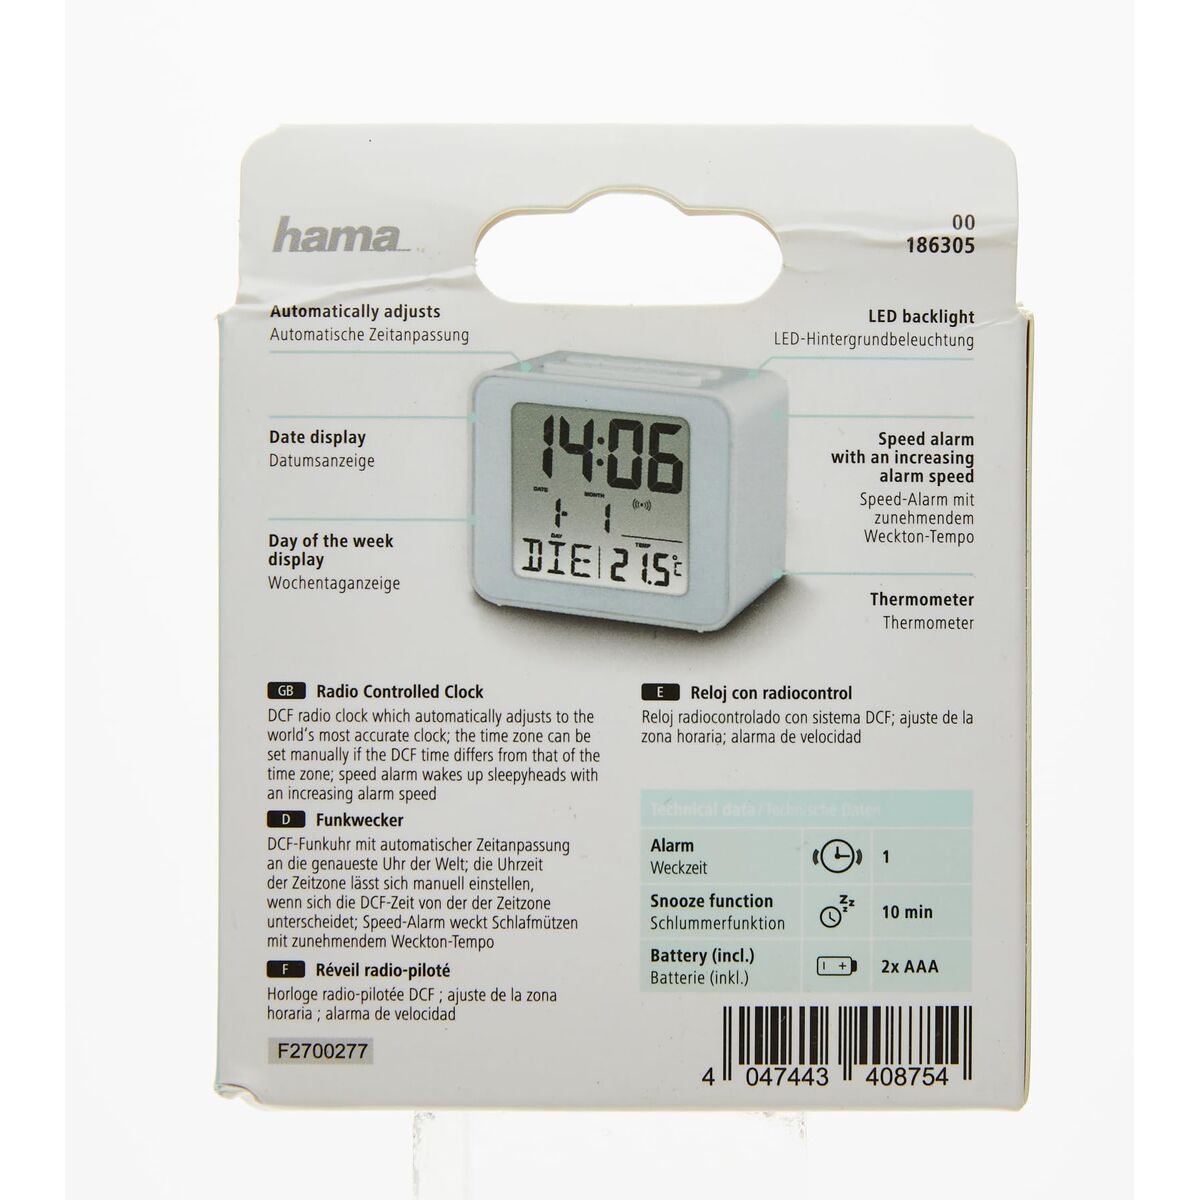 hama
00
186305
Automatically adjusts
Automatische Zeitanpassung
LED backlight
LED-Hintergrundbeleuchtung
Date display
Datumsanzeige
Speed alarm
with an increasing
alarm speed
Speed-Alarm mit
zunehmendem
Weckton-Tempo
Day of the week
display
Wochentaganzeige
Thermometer
Thermometer
14:06
DATE MONTH
1- 1
DAY TEMP
DIE 21.5°C
GB Radio Controlled Clock
DCF radio clock which automatically adjusts to the
world's most accurate clock; the time zone can be
set manually if the DCF time differs from that of the
time zone; speed alarm wakes up sleepyheads with
an increasing alarm speed
D Funkwecker
DCF-Funkuhr mit automatischer Zeitanpassung
an die genaueste Uhr der Welt; die Uhrzeit
der Zeitzone lässt sich manuell einstellen,
wenn sich die DCF-Zeit von der der Zeitzone
unterscheidet; Speed-Alarm weckt Schlafmützen
mit zunehmendem Weckton-Tempo
F Réveil radio-piloté
Horloge radio-pilotée DCF ; ajuste de la zona
horaria ; alarma de velocidad
F2700277
E Reloj con radiocontrol
Reloj radiocontrolado con sistema DCF; ajuste de la
zona horaria; alarma de velocidad
Technical data / Technische Daten
Alarm
Weckzeit
1
Snooze function
Schlummerfunktion
10 min
Battery (incl.)
Batterie (inkl.)
2x AAA
4 047443 408754